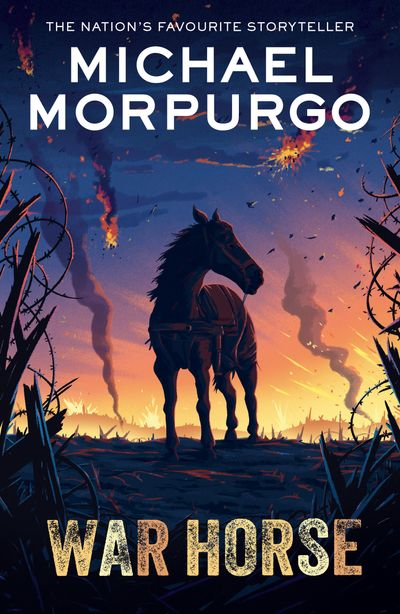 THE NATION'S FAVOURITE STORYTELLER
MICHAEL
MORPURGO
WAR HORSE